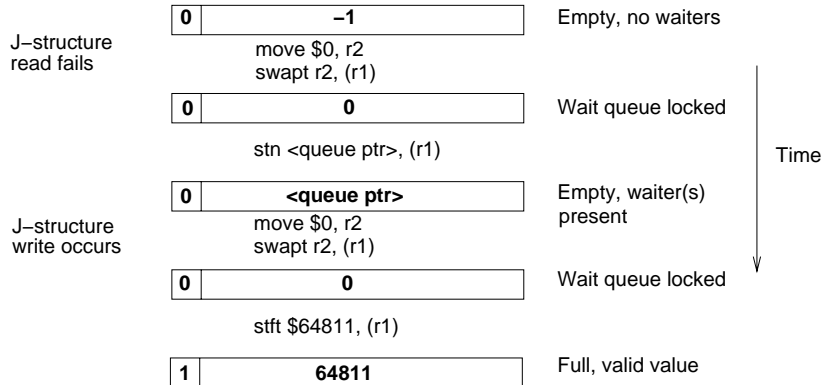 0 −1 Empty, no waiters
J−structure
read fails
move $0, r2
swapt r2, (r1)
0 0 Wait queue locked
stn <queue ptr>, (r1)
Time
0 <queue ptr> Empty, waiter(s)
present
J−structure
write occurs
move $0, r2
swapt r2, (r1)
0 0 Wait queue locked
stft $64811, (r1)
1 64811 Full, valid value